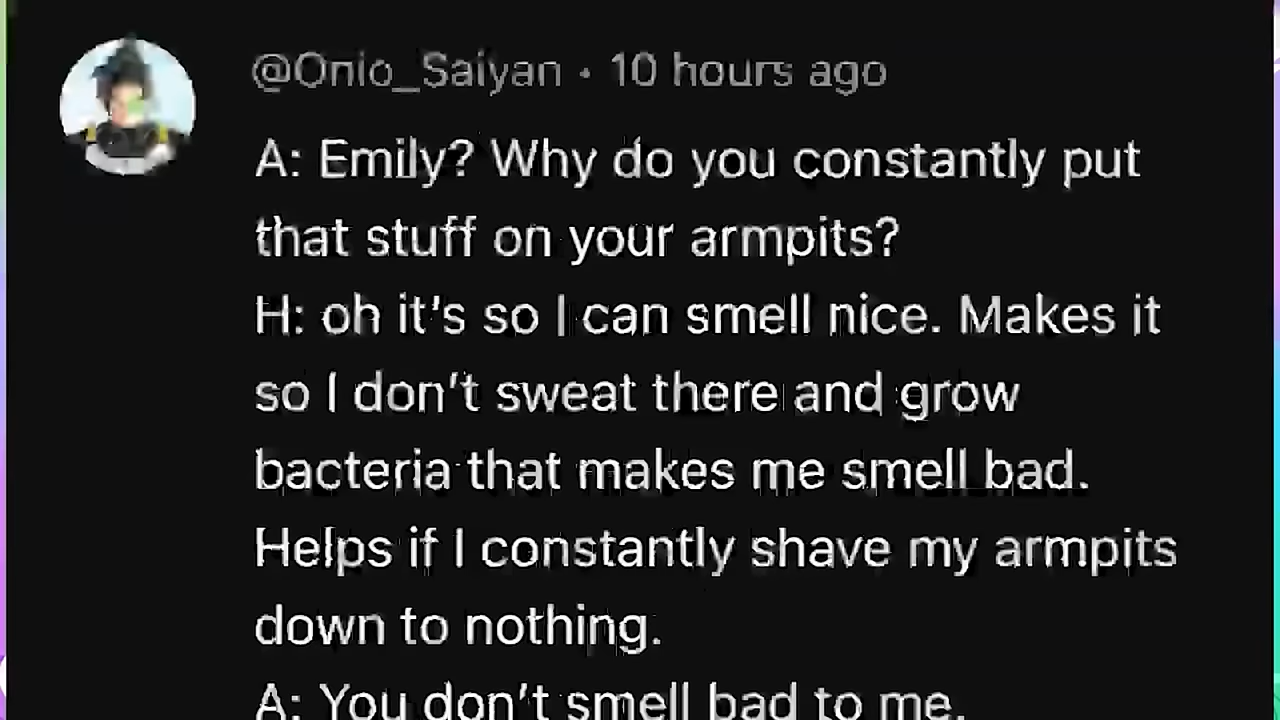 @Onio_Saiyan • 10 hours ago
A: Emily? Why do you constantly put
that stuff on your armpits?
H: oh it's so I can smell nice. Makes it
so I don't sweat there and grow
bacteria that makes me smell bad.
Helps if I constantly shave my armpits
down to nothing.
A: You don't smell bad to me.